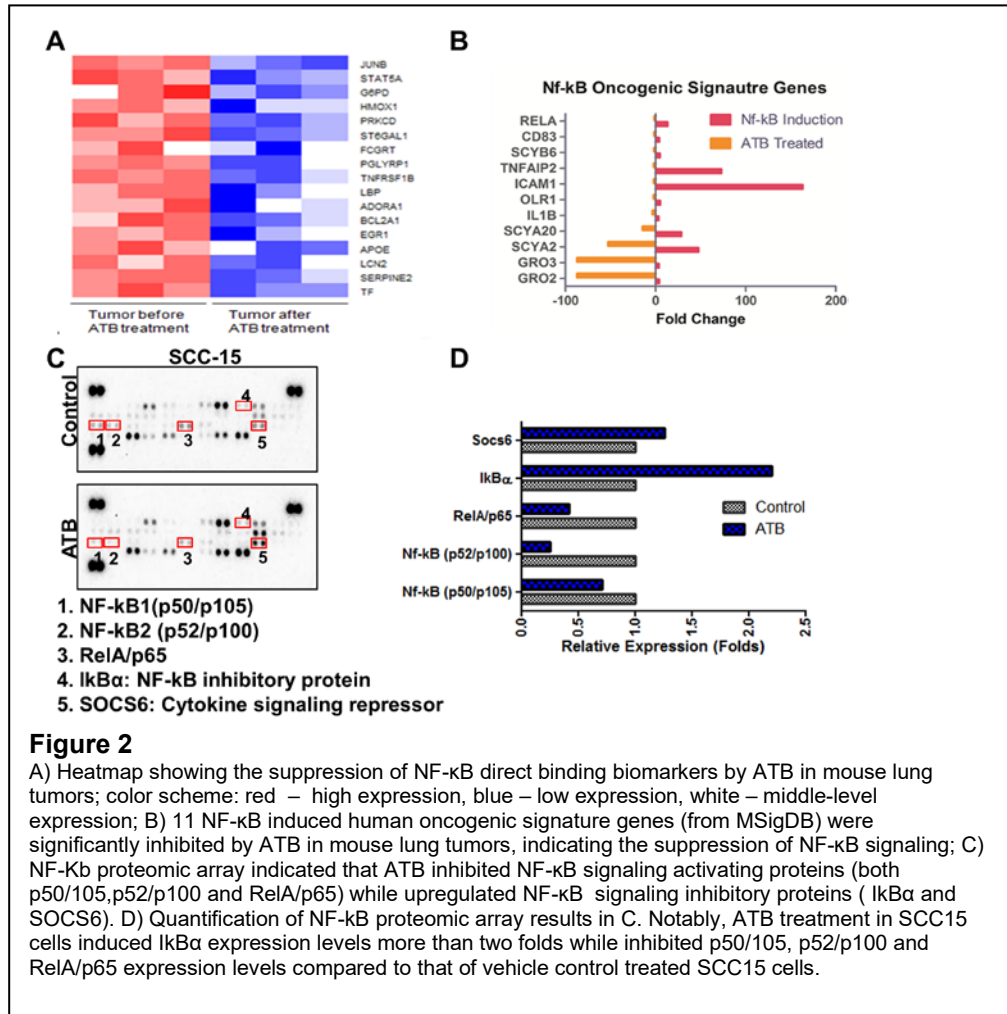 A
JUNB
STAT5A
G6PD
HMOX1
PRKCD
ST6GAL1
FCGRT
PGLYRP1
TNFRSF1B
LBP
ADORA1
BCL2A1
EGR1
APOE
LCN2
SERPINE2
TF
Tumor before
ATB treatment
Tumor after
ATB treatment
B
Nf-kB Oncogenic Signautre Genes
RELA
CD83
SCYB6
TNFAIP2
ICAM1
OLR1
IL1B
SCYA20
SCYA2
GRO3
GRO2
Nf-kB Induction
ATB Treated
-100 0 100 200
Fold Change
C
SCC-15
Control
4
1 2 3 5
ATB
4
1 2 3 5
1. NF-kB1(p50/p105)
2. NF-kB2 (p52/p100)
3. RelA/p65
4. IkBα: NF-kB inhibitory protein
5. SOCS6: Cytokine signaling repressor
D
Socs6
IkBα
RelA/p65
Nf-kB (p52/p100)
Nf-kB (p50/p105)
Control
ATB
0.0 0.5 1.0 1.5 2.0 2.5
Relative Expression (Folds)
Figure 2
A) Heatmap showing the suppression of NF-κB direct binding biomarkers by ATB in mouse lung
tumors; color scheme: red – high expression, blue – low expression, white – middle-level
expression; B) 11 NF-κB induced human oncogenic signature genes (from MSigDB) were
significantly inhibited by ATB in mouse lung tumors, indicating the suppression of NF-κB signaling; C)
NF-Kb proteomic array indicated that ATB inhibited NF-κB signaling activating proteins (both
p50/105,p52/p100 and RelA/p65) while upregulated NF-κB signaling inhibitory proteins ( IkBα and
SOCS6). D) Quantification of NF-kB proteomic array results in C. Notably, ATB treatment in SCC15
cells induced IkBα expression levels more than two folds while inhibited p50/105, p52/p100 and
RelA/p65 expression levels compared to that of vehicle control treated SCC15 cells.